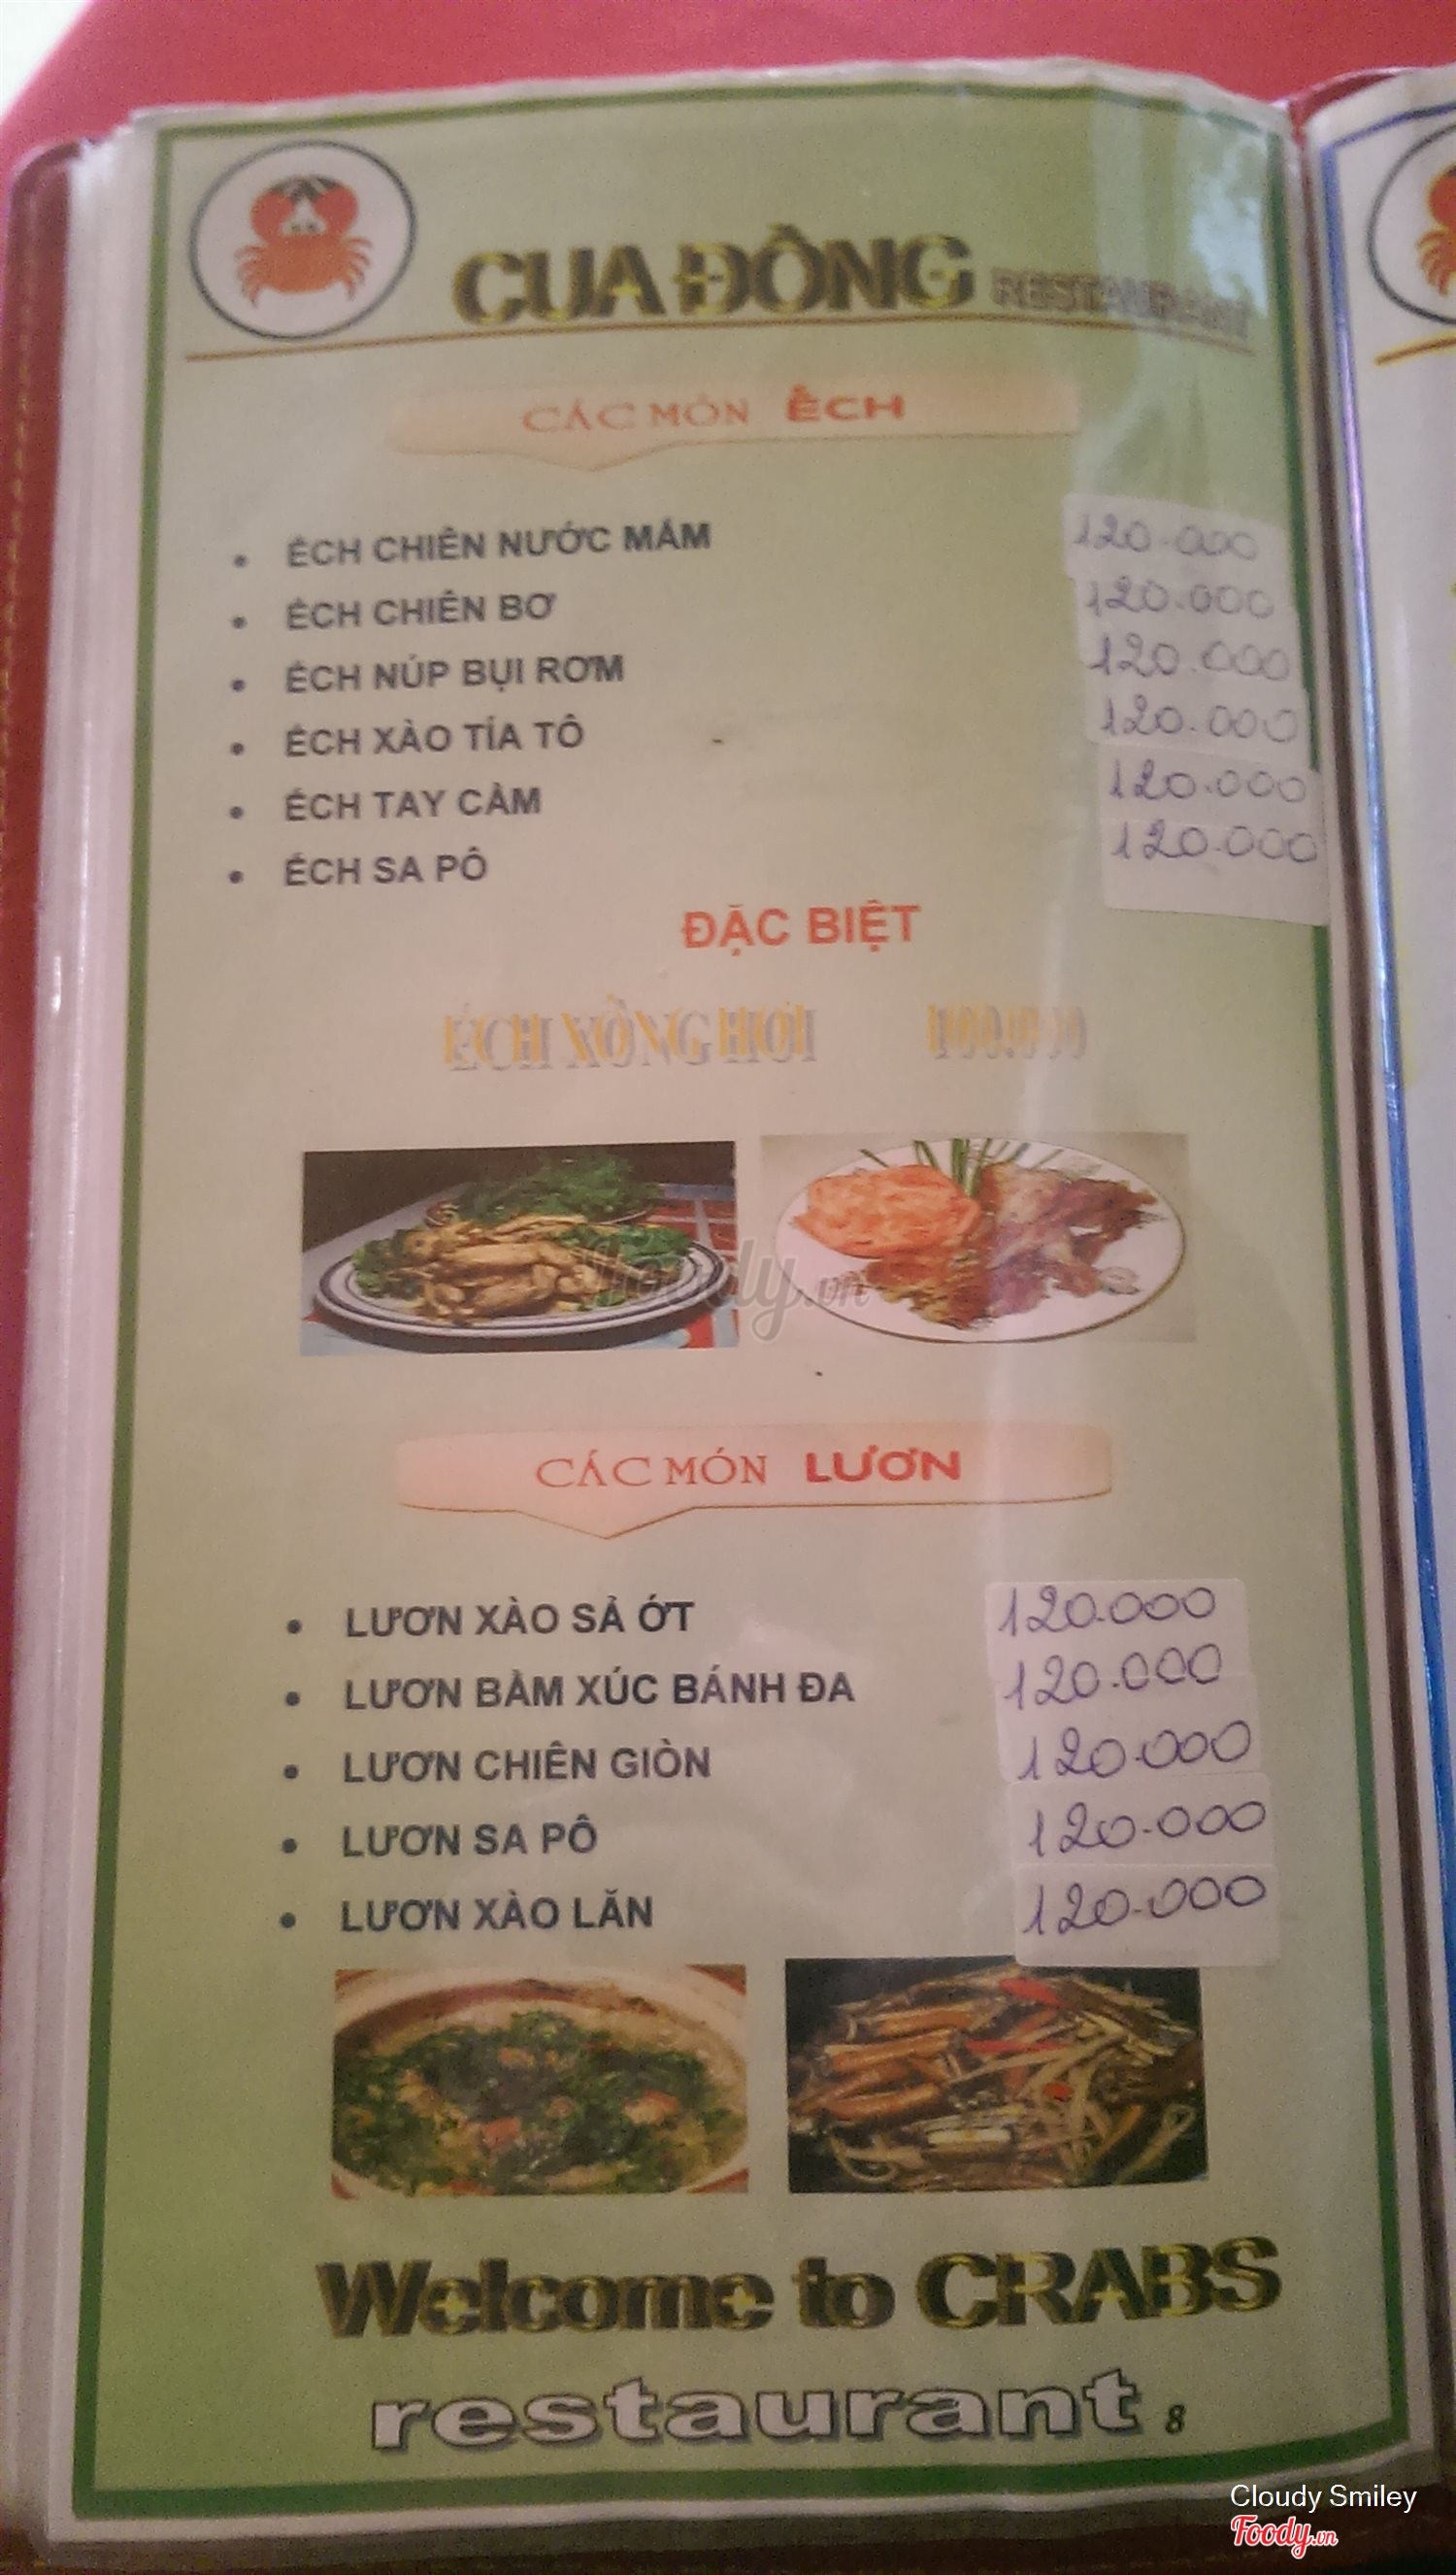 CUA ĐỒNG RESTAURANT
CÁC MÓN ẾCH
• ẾCH CHIÊN NƯỚC MẮM 120.000
• ẾCH CHIÊN BƠ 120.000
• ẾCH NÚP BỤI RƠM 120.000
• ẾCH XÀO TÍA TÔ 120.000
• ẾCH TAY CẦM 120.000
• ẾCH SA PÔ 120.000
ĐẶC BIỆT
ẾCH XÔNG HƠI 100.000
foody.vn
CÁC MÓN LƯƠN
• LƯƠN XÀO SẢ ỚT 120.000
• LƯƠN BẰM XÚC BÁNH ĐA 120.000
• LƯƠN CHIÊN GIÒN 120.000
• LƯƠN SA PÔ 120.000
• LƯƠN XÀO LĂN 120.000
Welcome to CRABS
restaurant 8
Cloudy Smiley
Foody.vn